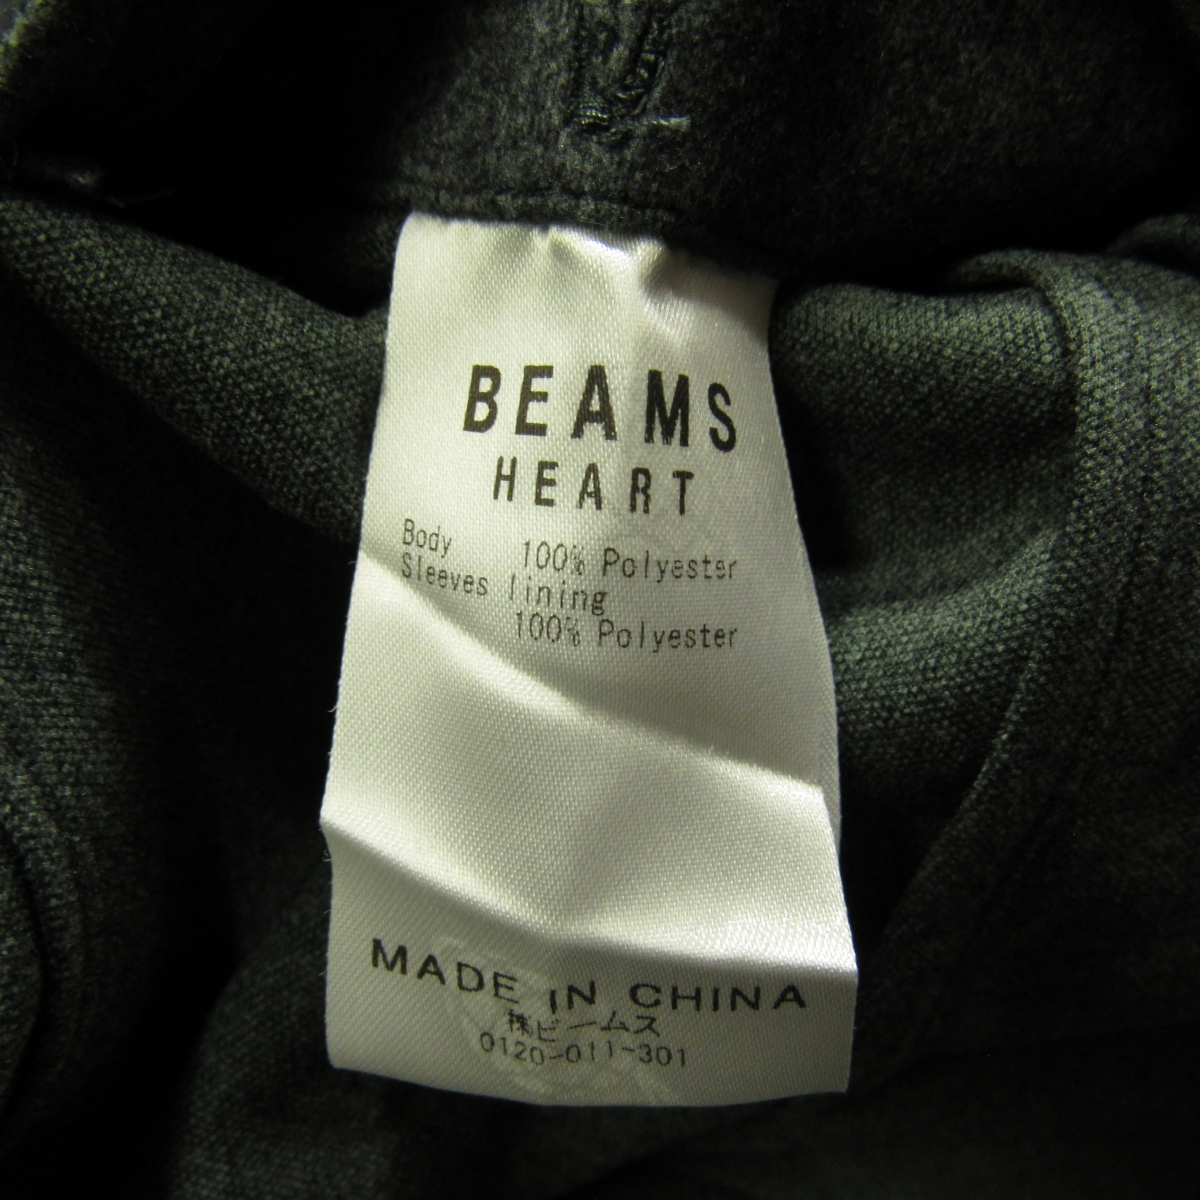 BEAMS
HEART
Body 100% Polyester
Sleeves lining
100% Polyester
MADE IN CHINA
㈱ビームス
0120-011-301